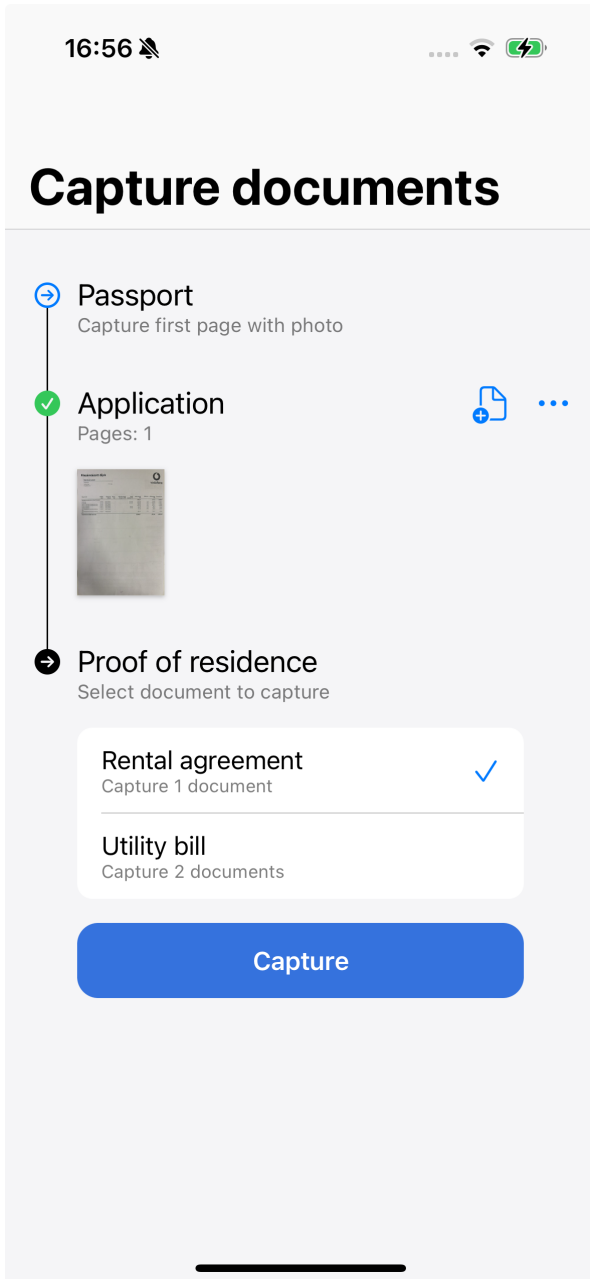 16:56
Capture documents
Passport
Capture first page with photo
Application
Pages: 1
Proof of residence
Select document to capture
Rental agreement
Capture 1 document
Utility bill
Capture 2 documents
Capture